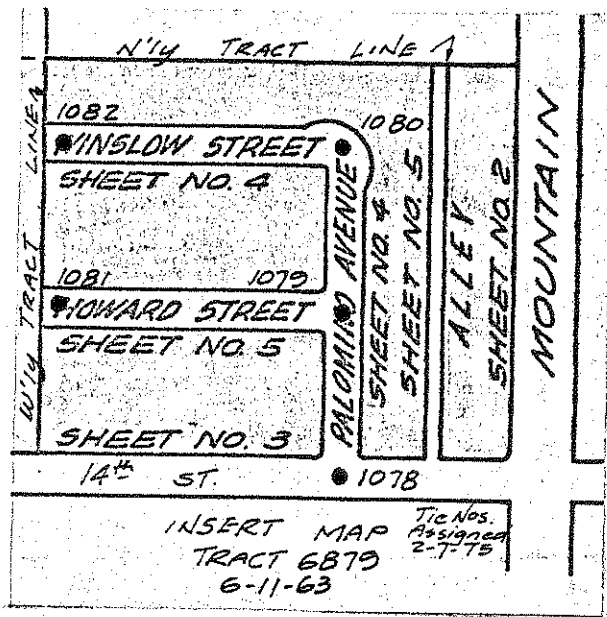 N'ly TRACT LINE
1082
1080
WINSLOW STREET
SHEET NO. 4
W'ly TRACT LINE
1081
1079
HOWARD STREET
SHEET NO. 5
PALOMINO AVENUE
SHEET NO. 4
SHEET NO. 5
ALLEY
SHEET NO. 2
MOUNTAIN
SHEET NO. 3
14th ST.
1078
INSERT MAP
TRACT 6879
6-11-63
Tie Nos.
Assigned
2-7-75